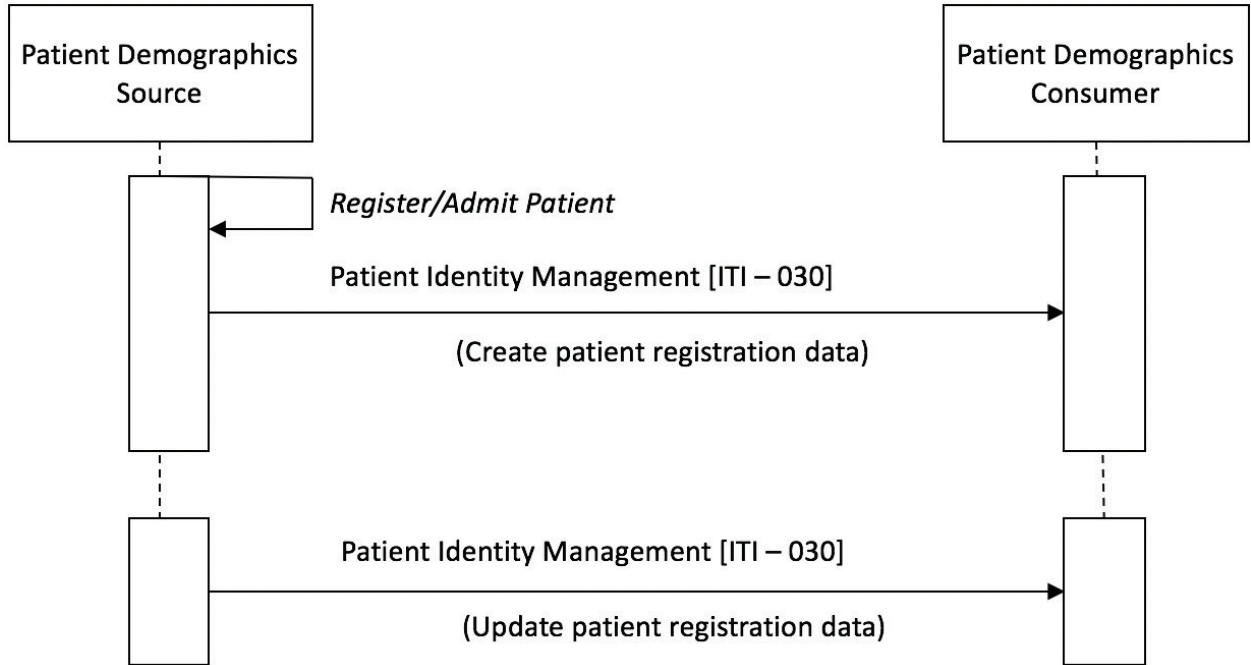 Patient Demographics
Source
Patient Demographics
Consumer
Register/Admit Patient
Patient Identity Management [ITI – 030]
(Create patient registration data)
Patient Identity Management [ITI – 030]
(Update patient registration data)